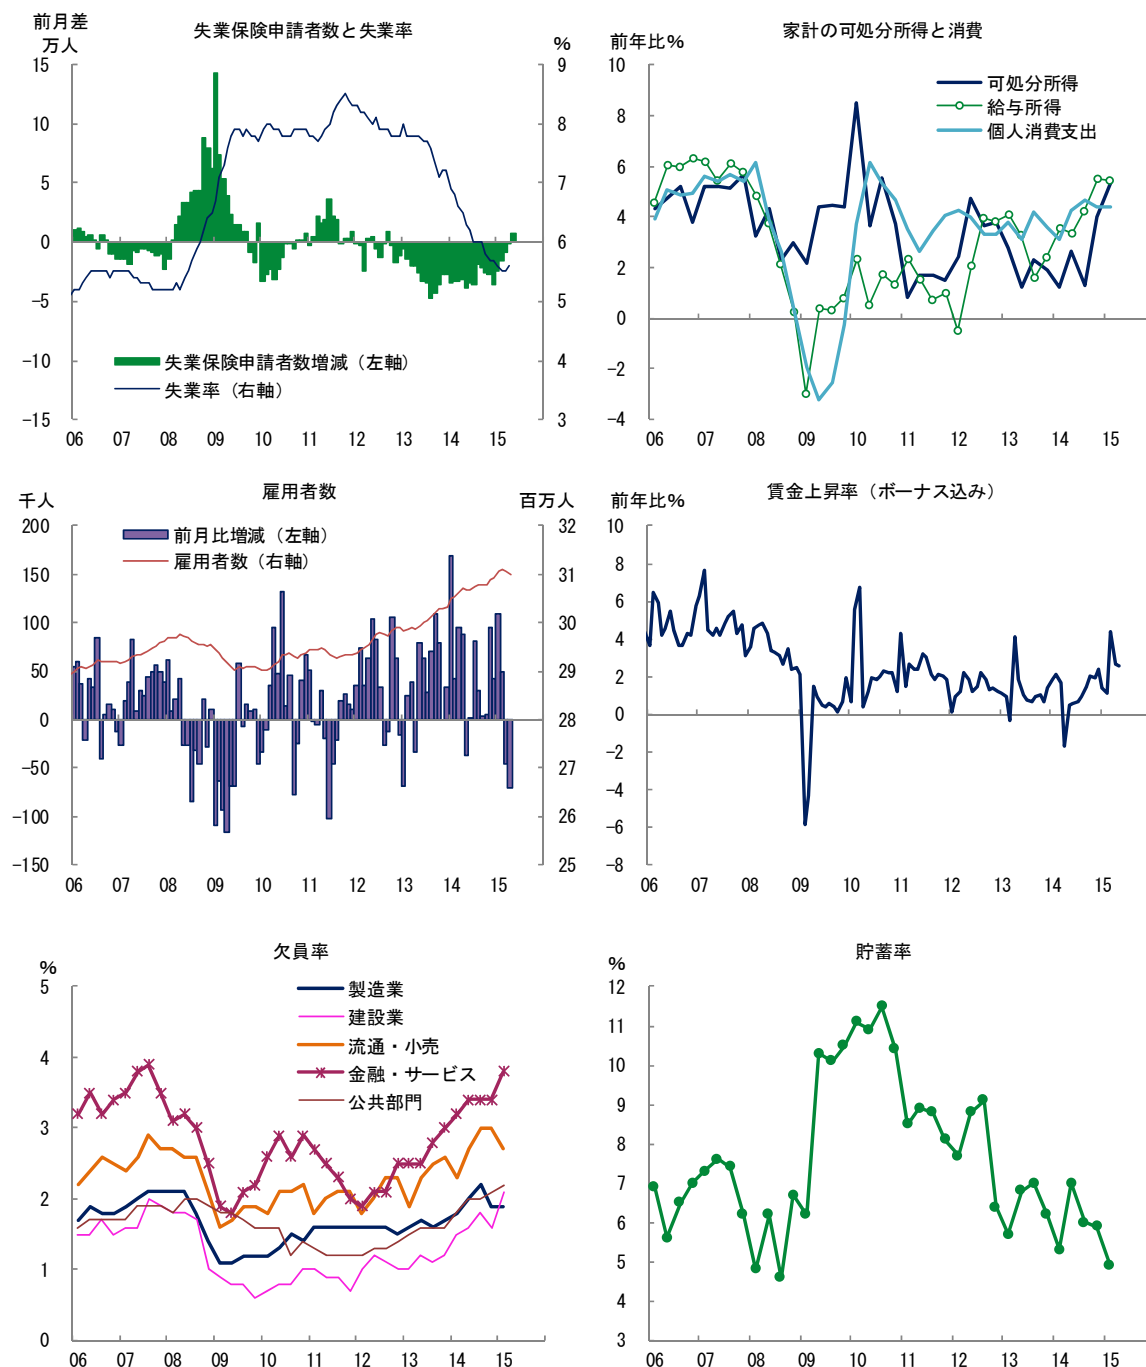 失業保険申請者数と失業率
前月差
万人
%
15
10
5
0
−5
−10
−15
9
8
7
6
5
4
3
失業保険申請者数増減（左軸）
失業率（右軸）
06 07 08 09 10 11 12 13 14 15
家計の可処分所得と消費
前年比%
10
8
6
4
2
0
−2
−4
可処分所得
給与所得
個人消費支出
06 07 08 09 10 11 12 13 14 15
雇用者数
千人
百万人
200
150
100
50
0
−50
−100
−150
32
31
30
29
28
27
26
25
前月比増減（左軸）
雇用者数（右軸）
06 07 08 09 10 11 12 13 14 15
賃金上昇率（ボーナス込み）
前年比%
10
8
6
4
2
0
−2
−4
−6
−8
06 07 08 09 10 11 12 13 14 15
欠員率
%
5
4
3
2
1
0
製造業
建設業
流通・小売
金融・サービス
公共部門
06 07 08 09 10 11 12 13 14 15
貯蓄率
%
12
11
10
9
8
7
6
5
4
3
06 07 08 09 10 11 12 13 14 15